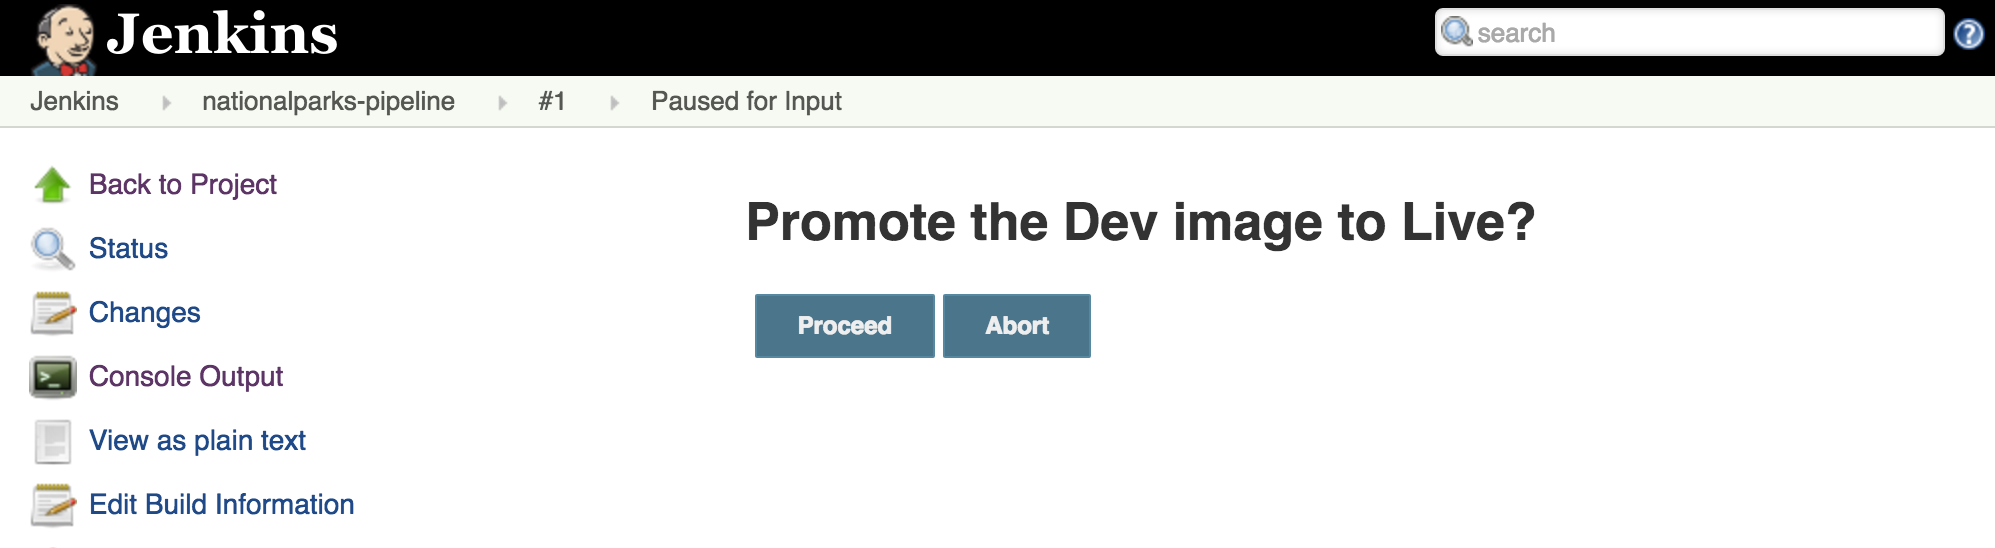 Jenkins
search
Jenkins nationalparks-pipeline #1 Paused for Input
Back to Project
Status
Changes
Console Output
View as plain text
Edit Build Information
Promote the Dev image to Live?
Proceed Abort